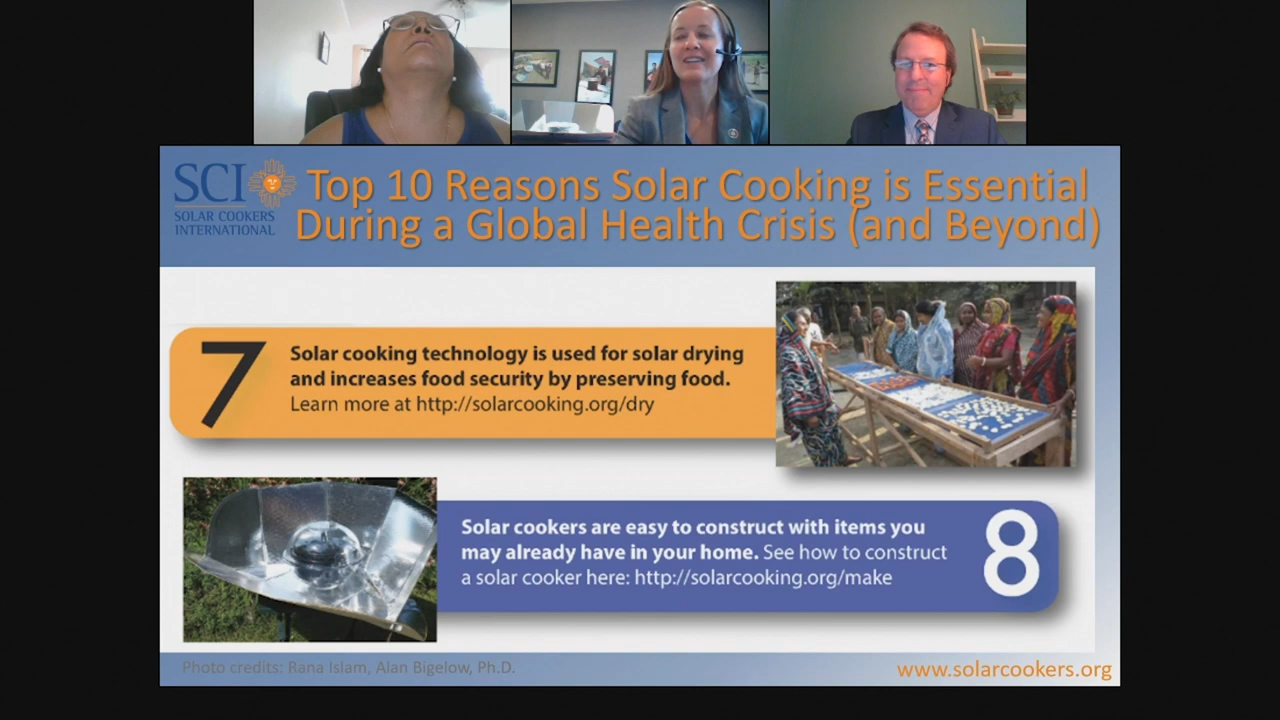 SCI
SOLAR COOKERS
INTERNATIONAL
Top 10 Reasons Solar Cooking is Essential
During a Global Health Crisis (and Beyond)
7
Solar cooking technology is used for solar drying
and increases food security by preserving food.
Learn more at http://solarcooking.org/dry
Solar cookers are easy to construct with items you
may already have in your home. See how to construct
a solar cooker here: http://solarcooking.org/make
8
Photo credits: Rana Islam, Alan Bigelow, Ph.D.
www.solarcookers.org